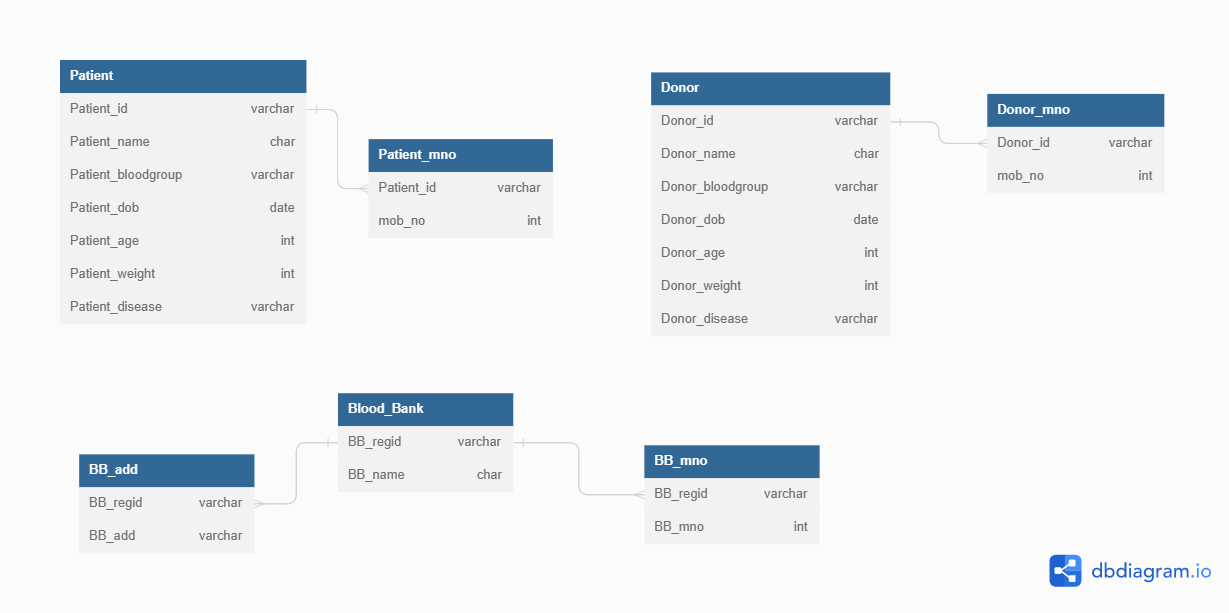 Patient
Patient_id varchar
Patient_name char
Patient_bloodgroup varchar
Patient_dob date
Patient_age int
Patient_weight int
Patient_disease varchar
Patient_mno
Patient_id varchar
mob_no int
Donor
Donor_id varchar
Donor_name char
Donor_bloodgroup varchar
Donor_dob date
Donor_age int
Donor_weight int
Donor_disease varchar
Donor_mno
Donor_id varchar
mob_no int
Blood_Bank
BB_regid varchar
BB_name char
BB_add
BB_regid varchar
BB_add varchar
BB_mno
BB_regid varchar
BB_mno int
dbdiagram.io